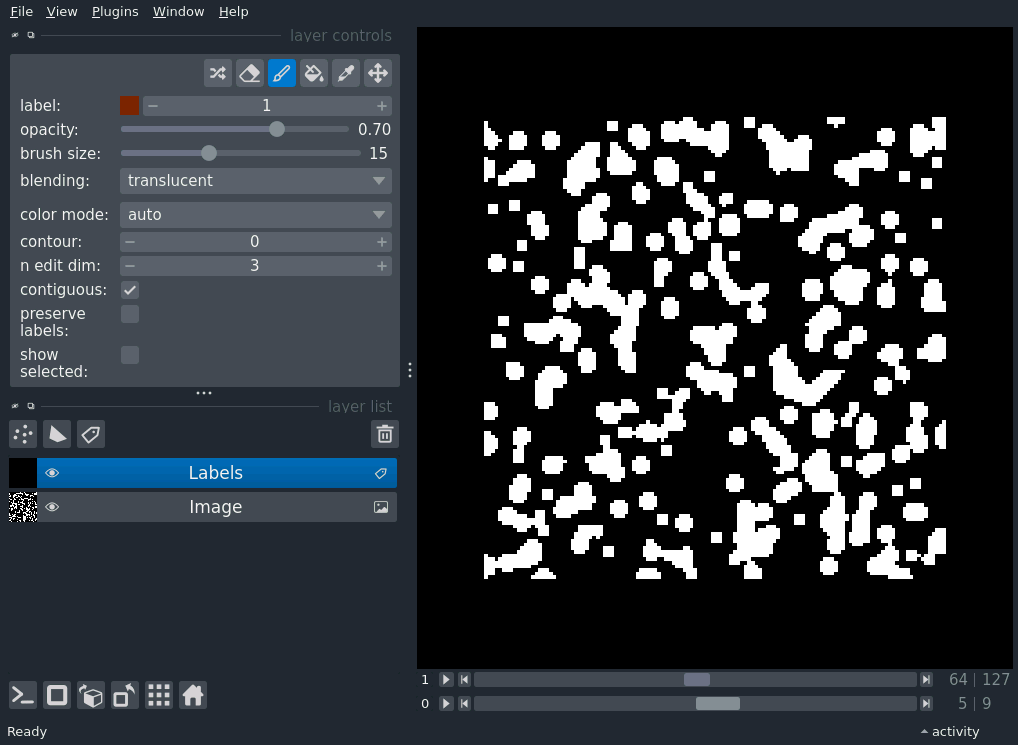 File View Plugins Window Help
layer controls
label: 1
opacity: 0.70
brush size: 15
blending: translucent
color mode: auto
contour: 0
n edit dim: 3
contiguous:
preserve
labels:
show
selected:
layer list
Labels
Image
1 64 | 127
0 5 | 9
Ready activity